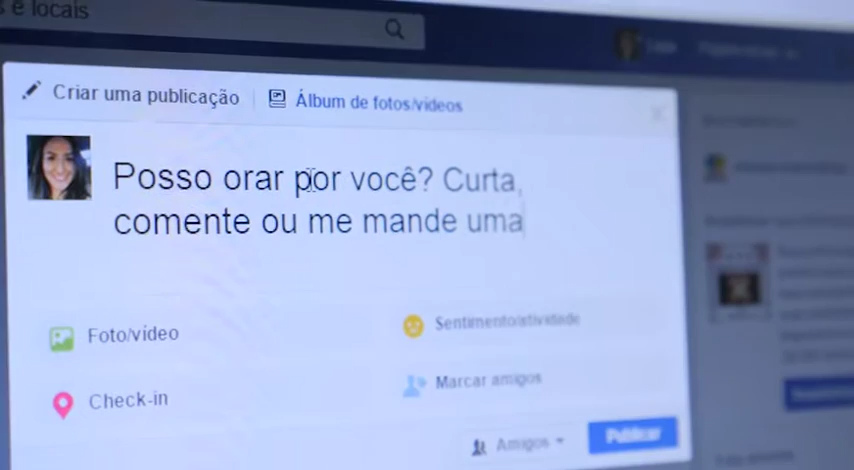 s e locais
Criar uma publicação
Álbum de fotos/vídeos
Posso orar por você? Curta,
comente ou me mande uma
Foto/vídeo
Sentimento/atividade
Check-in
Marcar amigos
Amigos
Publicar